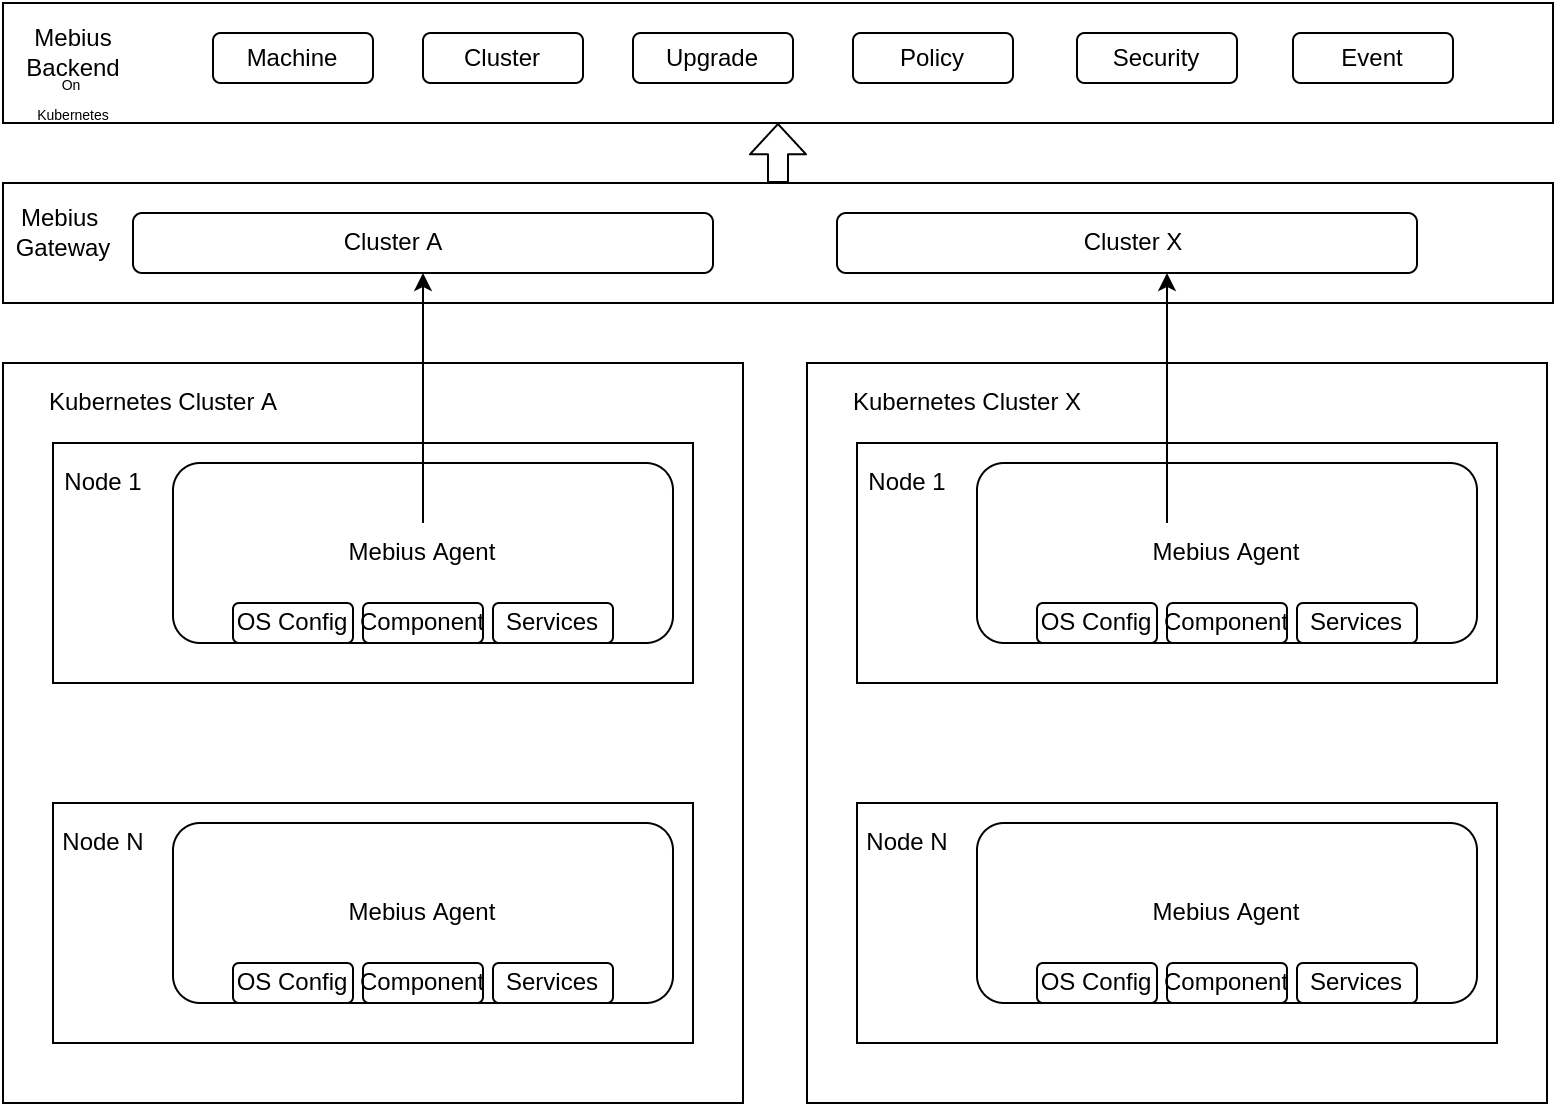 Mebius
Backend
On
Kubernetes
Machine
Cluster
Upgrade
Policy
Security
Event
Mebius
Gateway
Cluster A
Cluster X
Kubernetes Cluster A
Node 1
Mebius Agent
OS Config
Component
Services
Node N
Mebius Agent
OS Config
Component
Services
Kubernetes Cluster X
Node 1
Mebius Agent
OS Config
Component
Services
Node N
Mebius Agent
OS Config
Component
Services